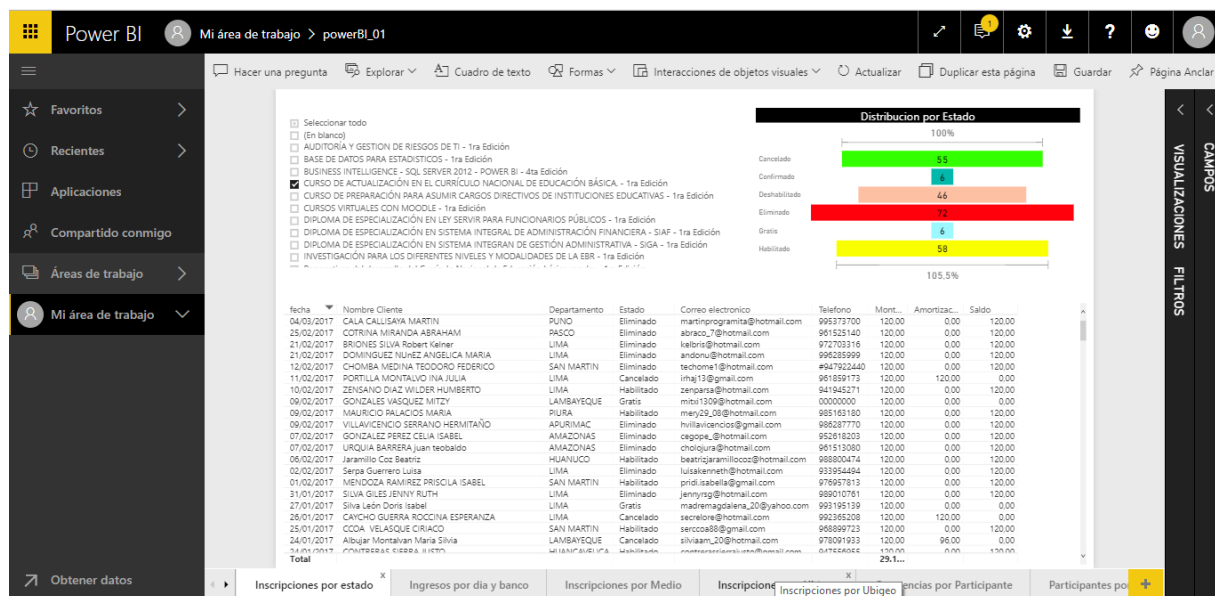 Power BI
Mi área de trabajo > powerBI_01
1
?
Hacer una pregunta
Explorar
Cuadro de texto
Formas
Interacciones de objetos visuales
Actualizar
Duplicar esta página
Guardar
Página Anclar
Favoritos
Recientes
Aplicaciones
Compartido conmigo
Áreas de trabajo
Mi área de trabajo
Obtener datos
Seleccionar todo
(En blanco)
AUDITORÍA Y GESTION DE RIESGOS DE TI - 1ra Edición
BASE DE DATOS PARA ESTADISTICOS - 1ra Edición
BUSINESS INTELLIGENCE - SQL SERVER 2012 - POWER BI - 4ta Edición
CURSO DE ACTUALIZACIÓN EN EL CURRÍCULO NACIONAL DE EDUCACIÓN BÁSICA. - 1ra Edición
CURSO DE PREPARACIÓN PARA ASUMIR CARGOS DIRECTIVOS DE INSTITUCIONES EDUCATIVAS - 1ra Edición
CURSOS VIRTUALES CON MOODLE - 1ra Edición
DIPLOMA DE ESPECIALIZACIÓN EN LEY SERVIR PARA FUNCIONARIOS PÚBLICOS - 1ra Edición
DIPLOMA DE ESPECIALIZACIÓN EN SISTEMA INTEGRAL DE ADMINISTRACIÓN FINANCIERA - SIAF - 1ra Edición
DIPLOMA DE ESPECIALIZACIÓN EN SISTEMA INTEGRAN DE GESTIÓN ADMINISTRATIVA - SIGA - 1ra Edición
INVESTIGACIÓN PARA LOS DIFERENTES NIVELES Y MODALIDADES DE LA EBR - 1ra Edición
Distribucion por Estado
100%
Cancelado 55
Confirmado 6
Deshabilitado 46
Eliminado 72
Gratis 6
Habilitado 58
105,5%
fecha Nombre Cliente Departamento Estado Correo electronico Telefono Mont... Amortizac... Saldo
04/03/2017 CALA CALLISAYA MARTIN PUNO Eliminado martinprogramita@hotmail.com 995373700 120,00 0,00 120,00
25/02/2017 COTRINA MIRANDA ABRAHAM PASCO Eliminado abraco_7@hotmail.com 961525140 120,00 0,00 120,00
21/02/2017 BRIONES SILVA Robert Kelner LIMA Eliminado kelbris@hotmail.com 972703316 120,00 0,00 120,00
21/02/2017 DOMINGUEZ NUnEZ ANGELICA MARIA LIMA Eliminado andonu@hotmail.com 996285999 120,00 0,00 120,00
12/02/2017 CHOMBA MEDINA TEODORO FEDERICO SAN MARTIN Eliminado techome1@hotmail.com #947922440 120,00 0,00 120,00
11/02/2017 PORTILLA MONTALVO INA JULIA LIMA Cancelado irhaj13@gmail.com 961859173 120,00 120,00 0,00
10/02/2017 ZENSANO DIAZ WILDER HUMBERTO LIMA Habilitado zenparsa@hotmail.com 941945271 120,00 0,00 120,00
09/02/2017 GONZALES VASQUEZ MITZY LAMBAYEQUE Gratis mitxi1309@hotmail.com 00000000 120,00 0,00 0,00
09/02/2017 MAURICIO PALACIOS MARIA PIURA Habilitado mery29_08@hotmail.com 985163180 120,00 0,00 120,00
09/02/2017 VILLAVICENCIO SERRANO HERMITAÑO APURIMAC Eliminado hvillavicencios@gmail.com 986287770 120,00 0,00 120,00
07/02/2017 GONZALEZ PEREZ CELIA ISABEL AMAZONAS Eliminado cegope_@hotmail.com 952618203 120,00 0,00 120,00
07/02/2017 URQUIA BARRERA juan teobaldo AMAZONAS Eliminado cholojura@hotmail.com 961513080 120,00 0,00 120,00
06/02/2017 Jaramillo Coz Beatriz HUANUCO Habilitado beatrizjaramillocoz@hotmail.com 988800474 120,00 0,00 120,00
02/02/2017 Serpa Guerrero Luisa LIMA Eliminado luisakenneth@hotmail.com 933954494 120,00 0,00 120,00
01/02/2017 MENDOZA RAMIREZ PRISCILA ISABEL SAN MARTIN Habilitado pridi.isabella@gmail.com 976957813 120,00 0,00 120,00
31/01/2017 SILVA GILES JENNY RUTH LIMA Eliminado jennyrsg@hotmail.com 989010761 120,00 0,00 120,00
27/01/2017 Silva León Doris Isabel LIMA Gratis madremagdalena_20@yahoo.com 993195139 120,00 0,00 0,00
26/01/2017 CAYCHO GUERRA ROCCINA ESPERANZA LIMA Cancelado secrelore@hotmail.com 992365208 120,00 120,00 0,00
25/01/2017 CCOA VELASQUE CIRIACO SAN MARTIN Habilitado serccoa88@gmail.com 968899723 120,00 0,00 120,00
24/01/2017 Albujar Montalvan Maria Silvia LAMBAYEQUE Cancelado silviaam_20@hotmail.com 978091933 120,00 96,00 0,00
24/01/2017 CONTRERAS SIERRA JUSTO HUANCAVELICA Habilitado contrerassierrajusto@gmail.com 947556955 120,00 0,00 120,00
Total 29.1...
VISUALIZACIONES
FILTROS
CAMPOS
Inscripciones por estado
Ingresos por dia y banco
Inscripciones por Medio
Inscripciones por Ubigeo
encias por Participante
Participantes po